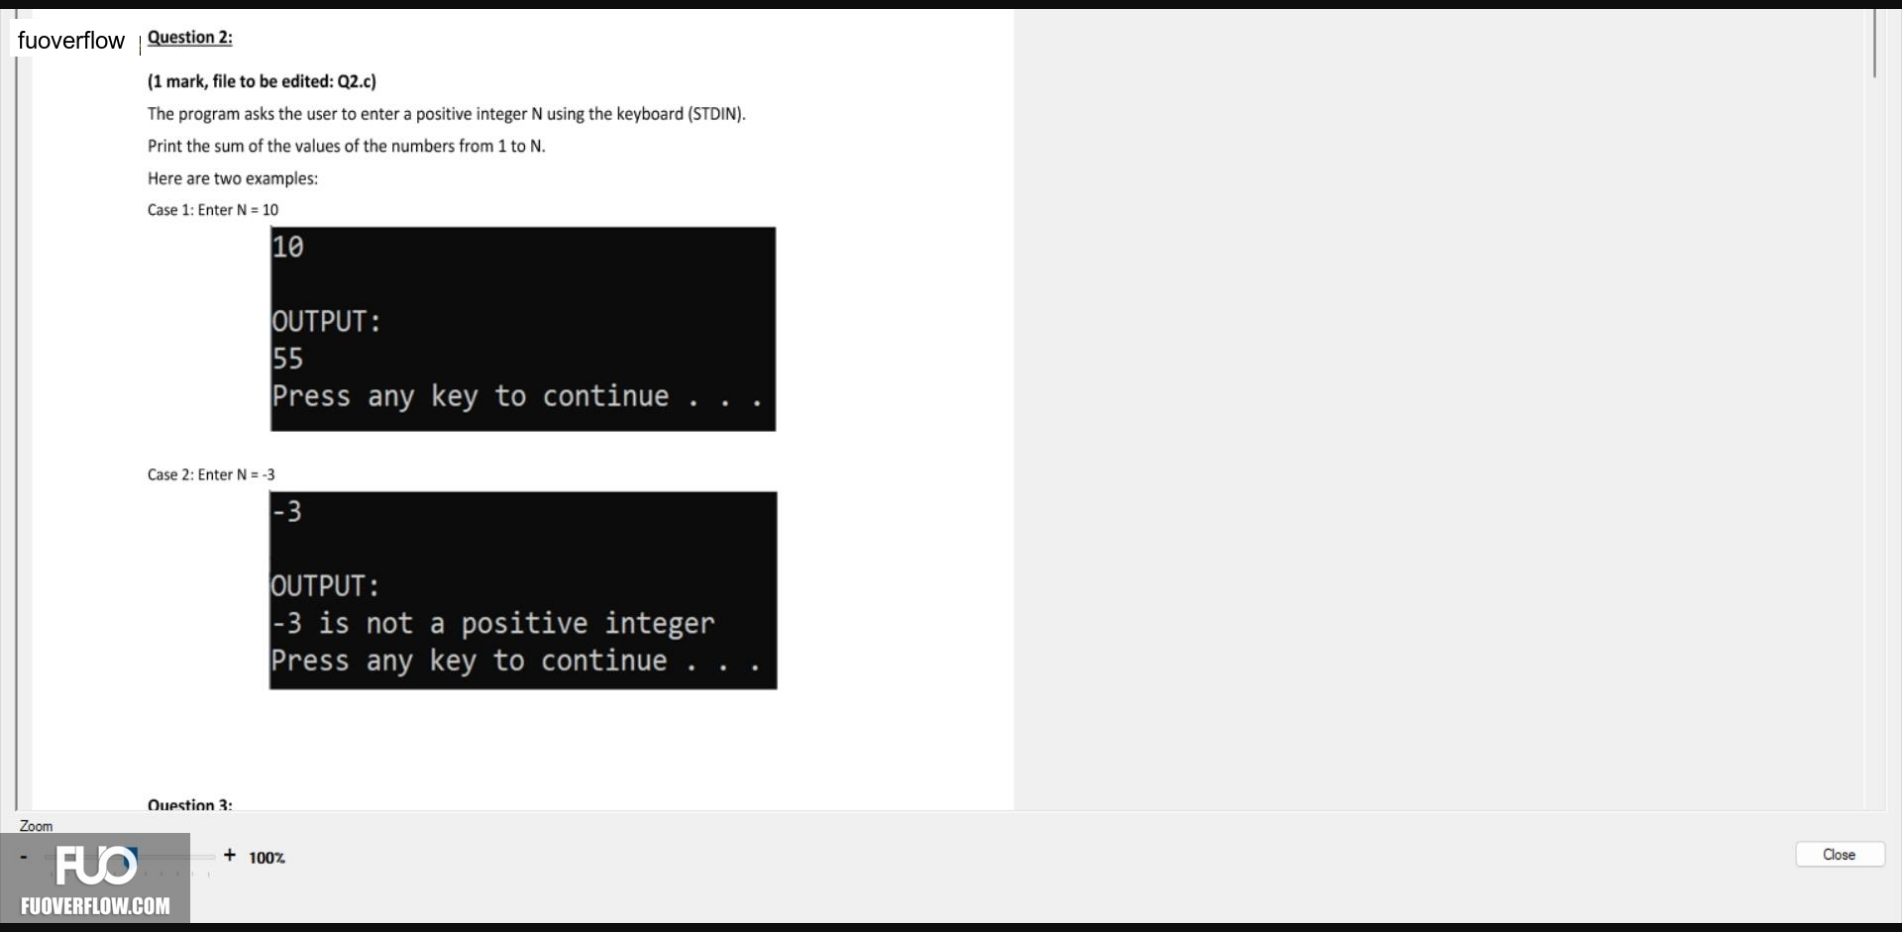 fuoverflow
Question 2:
(1 mark, file to be edited: Q2.c)
The program asks the user to enter a positive integer N using the keyboard (STDIN).
Print the sum of the values of the numbers from 1 to N.
Here are two examples:
Case 1: Enter N = 10
10
OUTPUT:
55
Press any key to continue . . .
Case 2: Enter N = -3
-3
OUTPUT:
-3 is not a positive integer
Press any key to continue . . .
Question 3:
Zoom
- + 100%
Close
FUO
FUOVERFLOW.COM